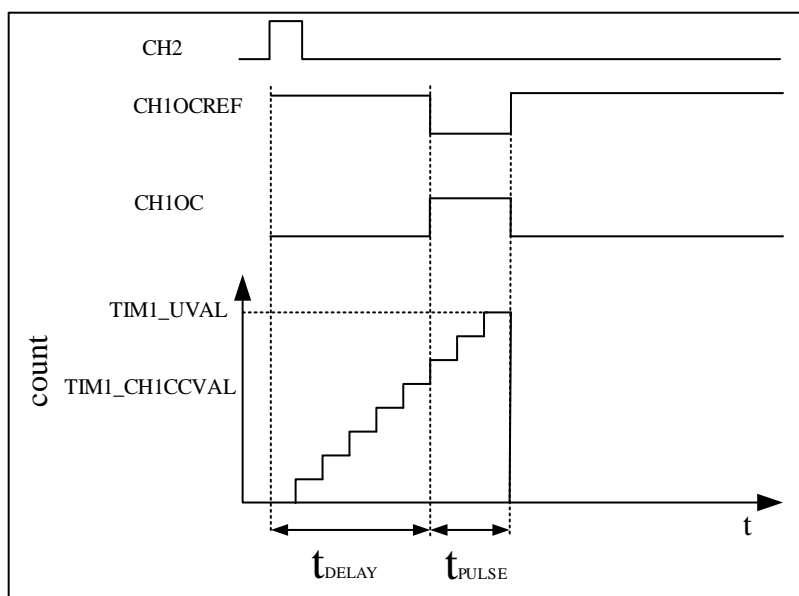 CH2
CH1OCREF
CH1OC
TIM1_UVAL
TIM1_CH1CCVAL
count
t
tDELAY
tPULSE